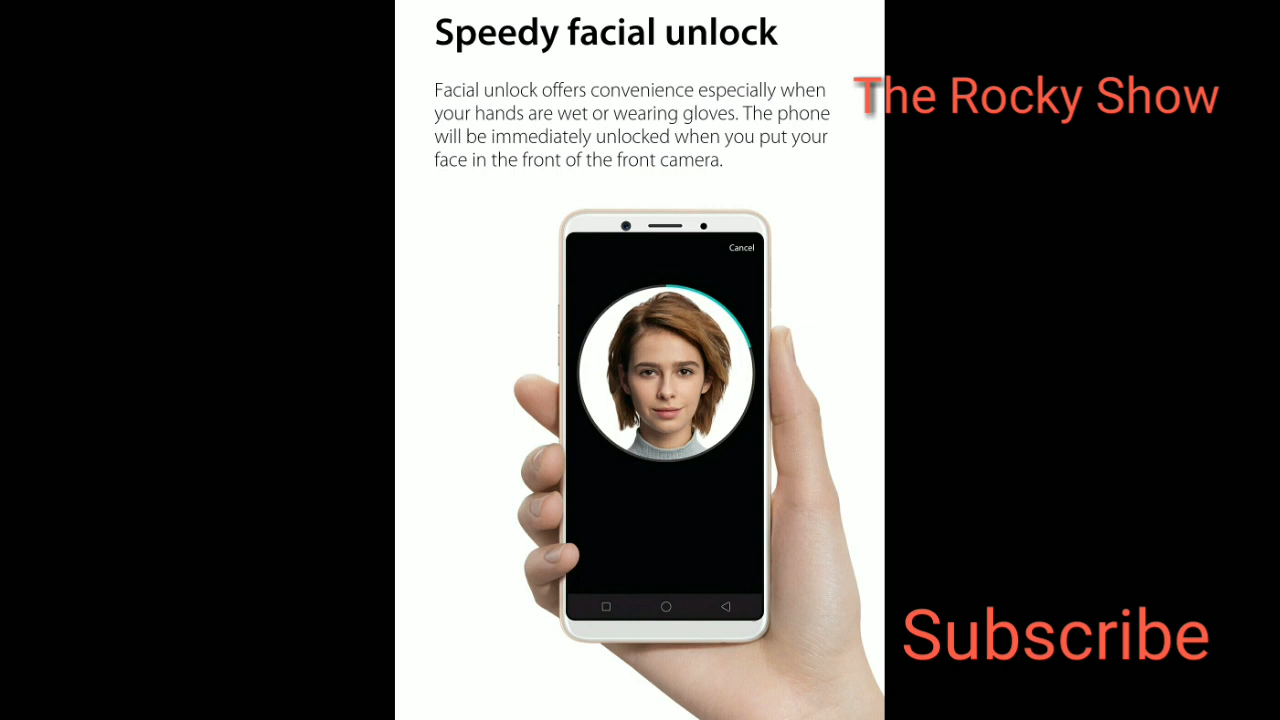 Speedy facial unlock
Facial unlock offers convenience especially when
your hands are wet or wearing gloves. The phone
will be immediately unlocked when you put your
face in the front of the front camera.
The Rocky Show
Cancel
Subscribe